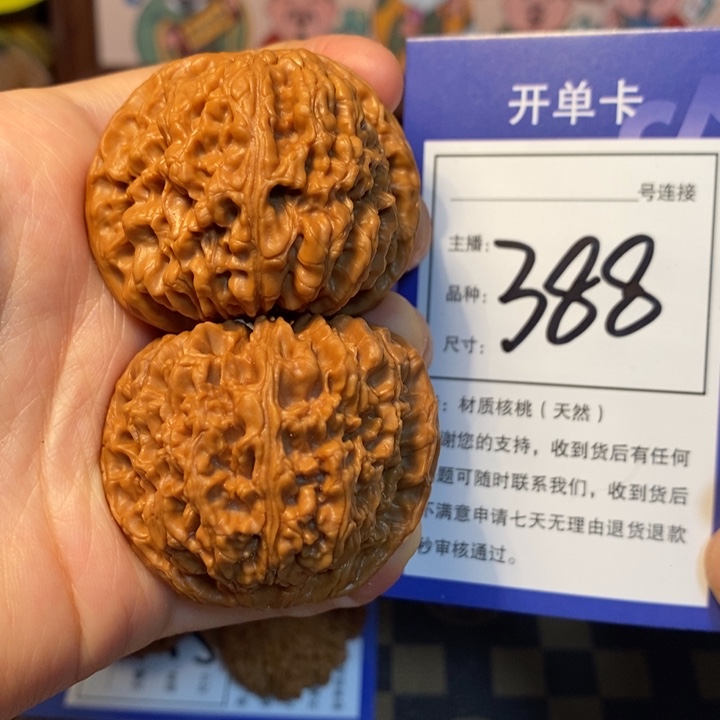 开单卡
号连接
主播：
388
品种：
尺寸：
：材质核桃（天然）
谢您的支持，收到货后有任何
题可随时联系我们，收到货后
不满意申请七天无理由退货退款
秒审核通过。